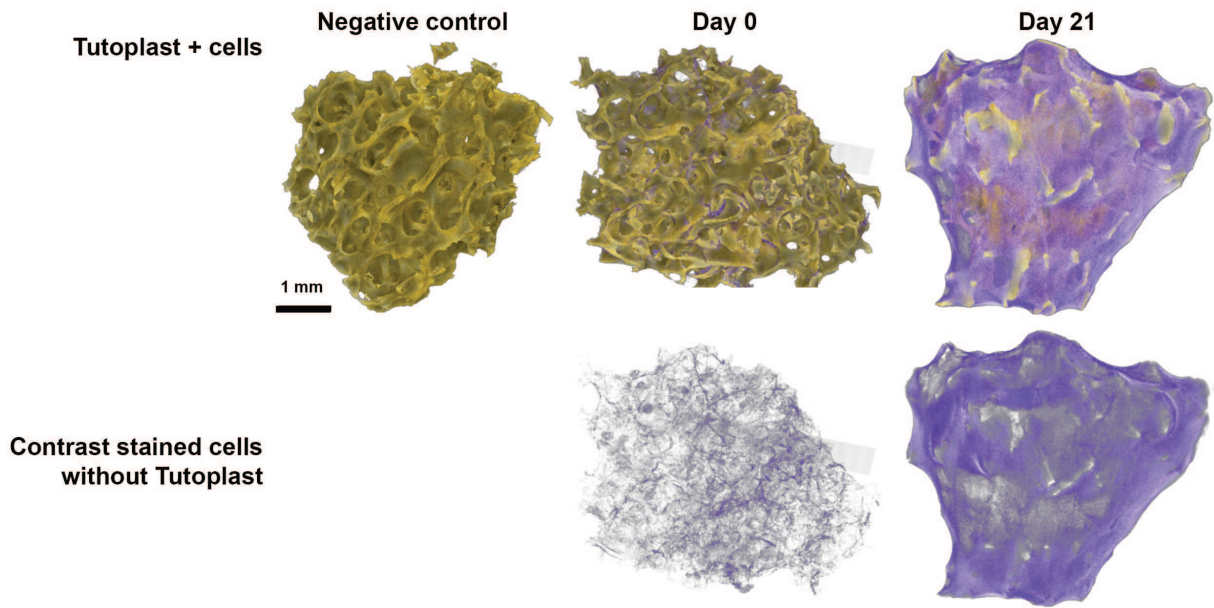 Negative control
Day 0
Day 21
Tutoplast + cells
1 mm
Contrast stained cells
without Tutoplast